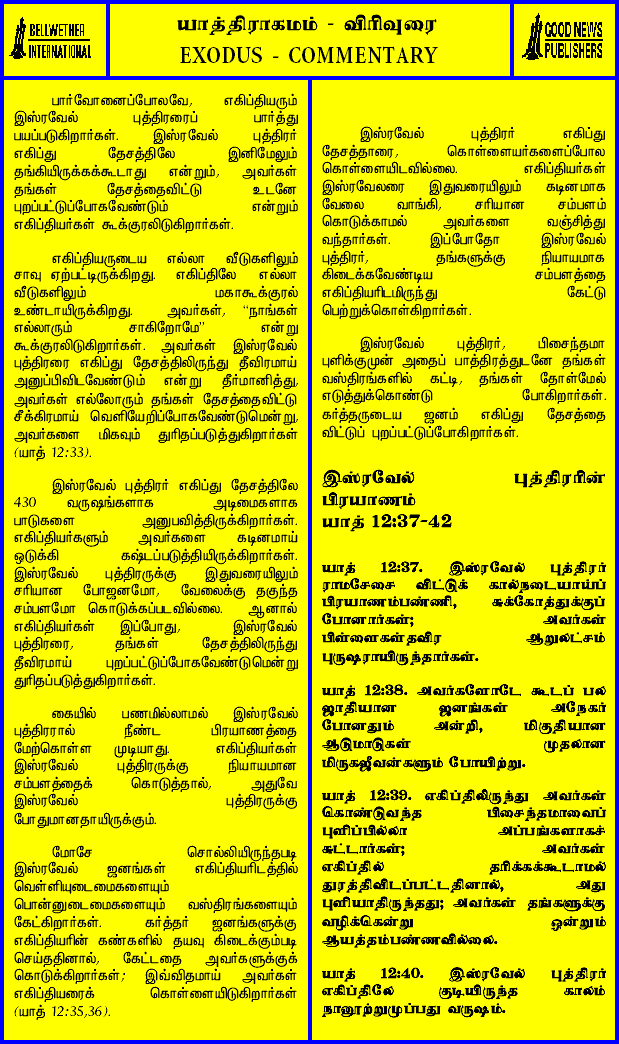 BELLWETHER
INTERNATIONAL
யாத்திராகமம் - விரிவுரை
EXODUS - COMMENTARY
GOOD NEWS
PUBLISHERS
பார்வோனைப்போலவே, எகிப்தியரும்
இஸ்ரவேல் புத்திரரைப் பார்த்து
பயப்படுகிறார்கள். இஸ்ரவேல் புத்திரர்
எகிப்து தேசத்திலே இனிமேலும்
தங்கியிருக்கக்கூடாது என்றும், அவர்கள்
தங்கள் தேசத்தைவிட்டு உடனே
புறப்பட்டுப்போகவேண்டும் என்றும்
எகிப்தியர்கள் கூக்குரலிடுகிறார்கள்.
எகிப்தியருடைய எல்லா வீடுகளிலும்
சாவு ஏற்பட்டிருக்கிறது. எகிப்திலே எல்லா
வீடுகளிலும் மகாகூக்குரல்
உண்டாயிருக்கிறது. அவர்கள், “நாங்கள்
எல்லாரும் சாகிறோமே” என்று
கூக்குரலிடுகிறார்கள். அவர்கள் இஸ்ரவேல்
புத்திரரை எகிப்து தேசத்திலிருந்து தீவிரமாய்
அனுப்பிவிடவேண்டும் என்று தீர்மானித்து,
அவர்கள் எல்லோரும் தங்கள் தேசத்தைவிட்டு
சீக்கிரமாய் வெளியேறிப்போகவேண்டுமென்று,
அவர்களை மிகவும் துரிதப்படுத்துகிறார்கள்
(யாத் 12:33).
இஸ்ரவேல் புத்திரர் எகிப்து தேசத்திலே
430 வருஷங்களாக அடிமைகளாக
பாடுகளை அனுபவித்திருக்கிறார்கள்.
எகிப்தியர்களும் அவர்களை கடினமாய்
ஒடுக்கி கஷ்டப்படுத்தியிருக்கிறார்கள்.
இஸ்ரவேல் புத்திரருக்கு இதுவரையிலும்
சரியான போஜனமோ, வேலைக்கு தகுந்த
சம்பளமோ கொடுக்கப்படவில்லை. ஆனால்
எகிப்தியர்கள் இப்போது, இஸ்ரவேல்
புத்திரரை, தங்கள் தேசத்திலிருந்து
தீவிரமாய் புறப்பட்டுப்போகவேண்டுமென்று
துரிதப்படுத்துகிறார்கள்.
கையில் பணமில்லாமல் இஸ்ரவேல்
புத்திரரால் நீண்ட பிரயாணத்தை
மேற்கொள்ள முடியாது. எகிப்தியர்கள்
இஸ்ரவேல் புத்திரருக்கு நியாயமான
சம்பளத்தைக் கொடுத்தால், அதுவே
இஸ்ரவேல் புத்திரருக்கு
போதுமானதாயிருக்கும்.
மோசே சொல்லியிருந்தபடி
இஸ்ரவேல் ஜனங்கள் எகிப்தியரிடத்தில்
வெள்ளியுடைமைகளையும்
பொன்னுடைமைகளையும் வஸ்திரங்களையும்
கேட்கிறார்கள். கர்த்தர் ஜனங்களுக்கு
எகிப்தியரின் கண்களில் தயவு கிடைக்கும்படி
செய்ததினால், கேட்டதை அவர்களுக்குக்
கொடுக்கிறார்கள்; இவ்விதமாய் அவர்கள்
எகிப்தியரைக் கொள்ளையிடுகிறார்கள்
(யாத் 12:35,36).
இஸ்ரவேல் புத்திரர் எகிப்து
தேசத்தாரை, கொள்ளையர்களைப்போல
கொள்ளையிடவில்லை. எகிப்தியர்கள்
இஸ்ரவேலரை இதுவரையிலும் கடினமாக
வேலை வாங்கி, சரியான சம்பளம்
கொடுக்காமல் அவர்களை வஞ்சித்து
வந்தார்கள். இப்போதோ இஸ்ரவேல்
புத்திரர், தங்களுக்கு நியாயமாக
கிடைக்கவேண்டிய சம்பளத்தை
எகிப்தியரிடமிருந்து கேட்டு
பெற்றுக்கொள்கிறார்கள்.
இஸ்ரவேல் புத்திரர், பிசைந்தமா
புளிக்குமுன் அதைப் பாத்திரத்துடனே தங்கள்
வஸ்திரங்களில் கட்டி, தங்கள் தோள்மேல்
எடுத்துக்கொண்டு போகிறார்கள்.
கர்த்தருடைய ஜனம் எகிப்து தேசத்தை
விட்டுப் புறப்பட்டுப்போகிறார்கள்.
இஸ்ரவேல் புத்திரரின்
பிரயாணம்
யாத் 12:37-42
யாத் 12:37. இஸ்ரவேல் புத்திரர்
ராமசேசை விட்டுக் கால்நடையாய்ப்
பிரயாணம்பண்ணி, சுக்கோத்துக்குப்
போனார்கள்; அவர்கள்
பிள்ளைகள்தவிர ஆறுலட்சம்
புருஷராயிருந்தார்கள்.
யாத் 12:38. அவர்களோடே கூடப் பல
ஜாதியான ஜனங்கள் அநேகர்
போனதும் அன்றி, மிகுதியான
ஆடுமாடுகள் முதலான
மிருகஜீவன்களும் போயிற்று.
யாத் 12:39. எகிப்திலிருந்து அவர்கள்
கொண்டுவந்த பிசைந்தமாவைப்
புளிப்பில்லா அப்பங்களாகச்
சுட்டார்கள்; அவர்கள்
எகிப்தில் தரிக்கக்கூடாமல்
துரத்திவிடப்பட்டதினால், அது
புளியாதிருந்தது; அவர்கள் தங்களுக்கு
வழிக்கென்று ஒன்றும்
ஆயத்தம்பண்ணவில்லை.
யாத் 12:40. இஸ்ரவேல் புத்திரர்
எகிப்திலே குடியிருந்த காலம்
நானூற்றுமுப்பது வருஷம்.